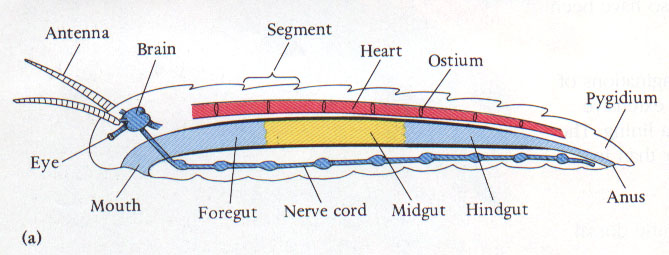 Antenna
Brain
Segment
Heart
Ostium
Pygidium
Eye
Mouth
Foregut
Nerve cord
Midgut
Hindgut
Anus
(a)